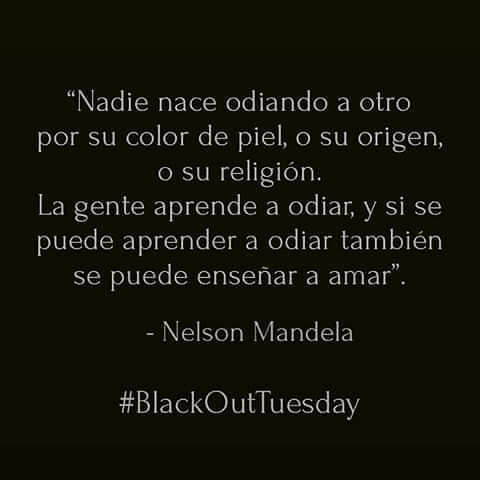 “Nadie nace odiando a otro
por su color de piel, o su origen,
o su religión.
La gente aprende a odiar, y si se
puede aprender a odiar también
se puede enseñar a amar”.
- Nelson Mandela
#BlackOutTuesday